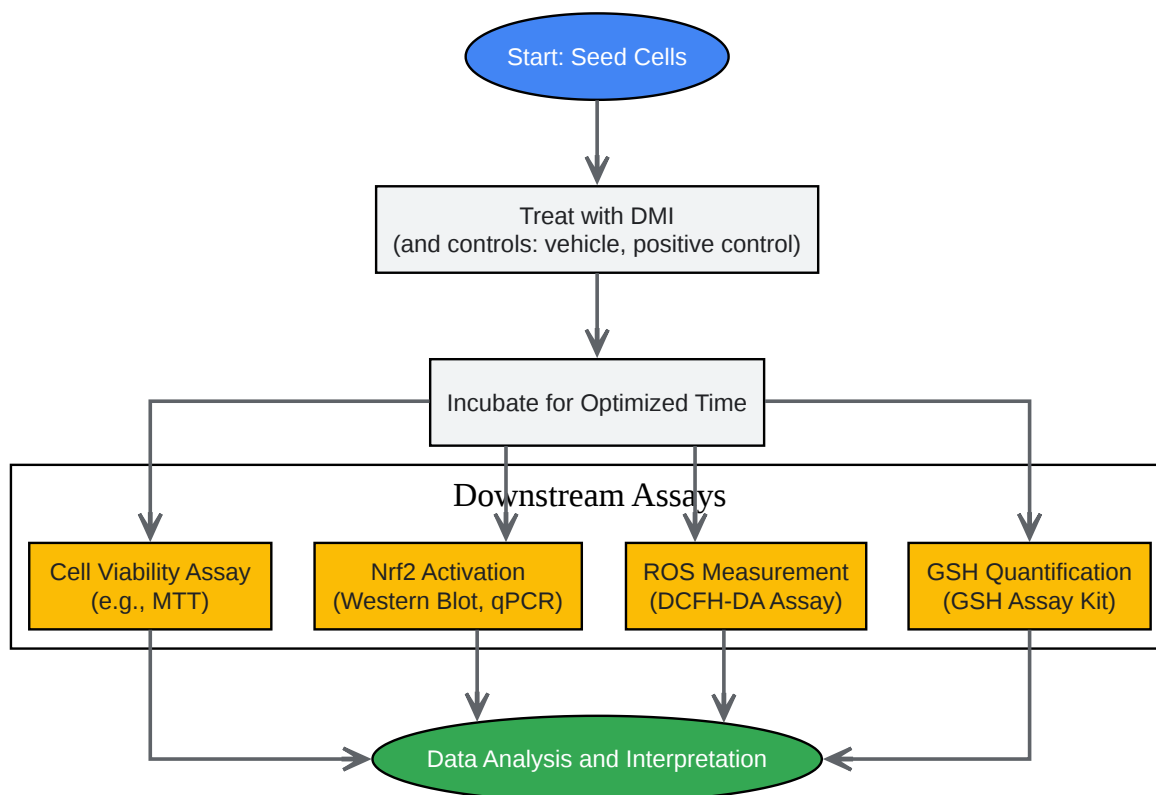 Start: Seed Cells
Treat with DMI
(and controls: vehicle, positive control)
Incubate for Optimized Time
Downstream Assays
Cell Viability Assay
(e.g., MTT)
Nrf2 Activation
(Western Blot, qPCR)
ROS Measurement
(DCFH-DA Assay)
GSH Quantification
(GSH Assay Kit)
Data Analysis and Interpretation